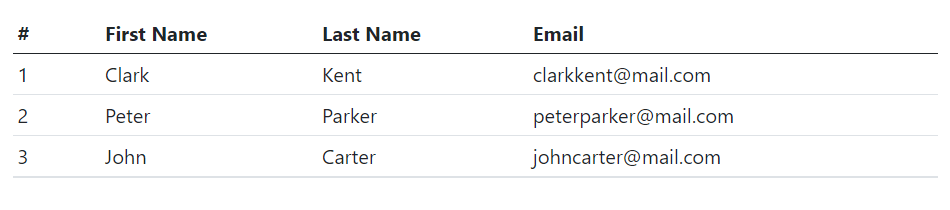 # First Name Last Name Email
1 Clark Kent clarkkent@mail.com
2 Peter Parker peterparker@mail.com
3 John Carter johncarter@mail.com